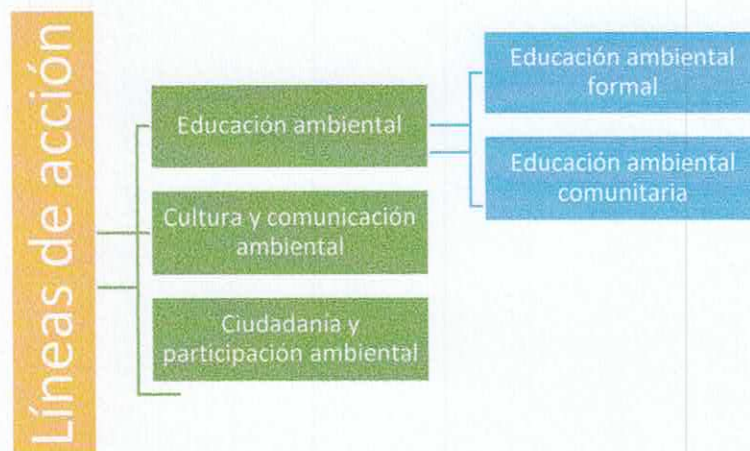 Líneas de acción
Educación ambiental
Cultura y comunicación
ambiental
Ciudadanía y
participación ambiental
Educación ambiental
formal
Educación ambiental
comunitaria